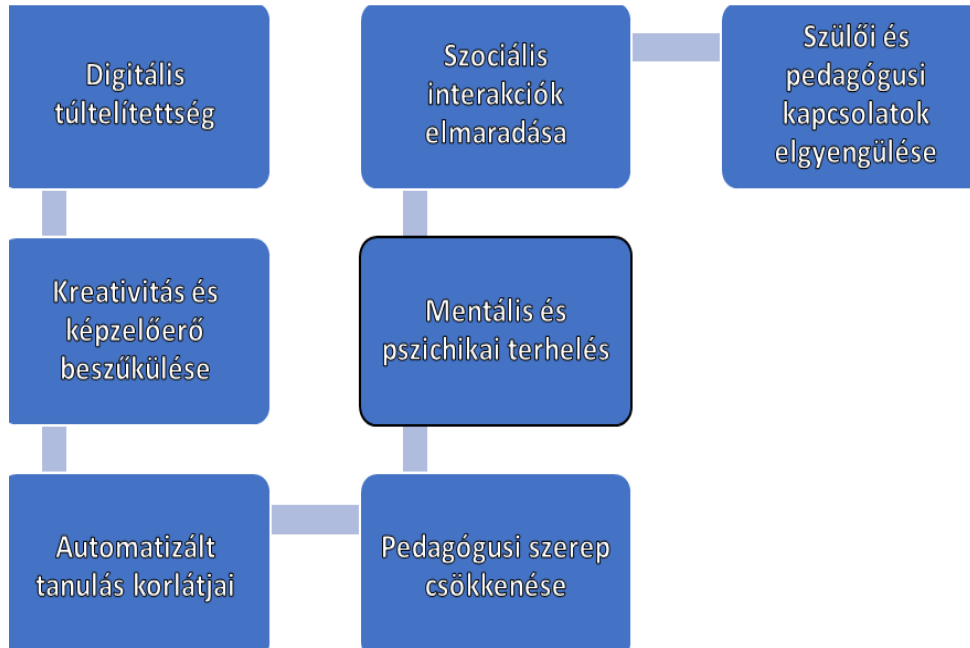 Digitális
túltelítettség
Kreativitás és
képzelőerő
beszűkülése
Automatizált
tanulás korlátjai
Pedagógusi szerep
csökkenése
Mentális és
pszichikai terhelés
Szociális
interakciók
elmaradása
Szülői és
pedagógusi
kapcsolatok
elgyengülése